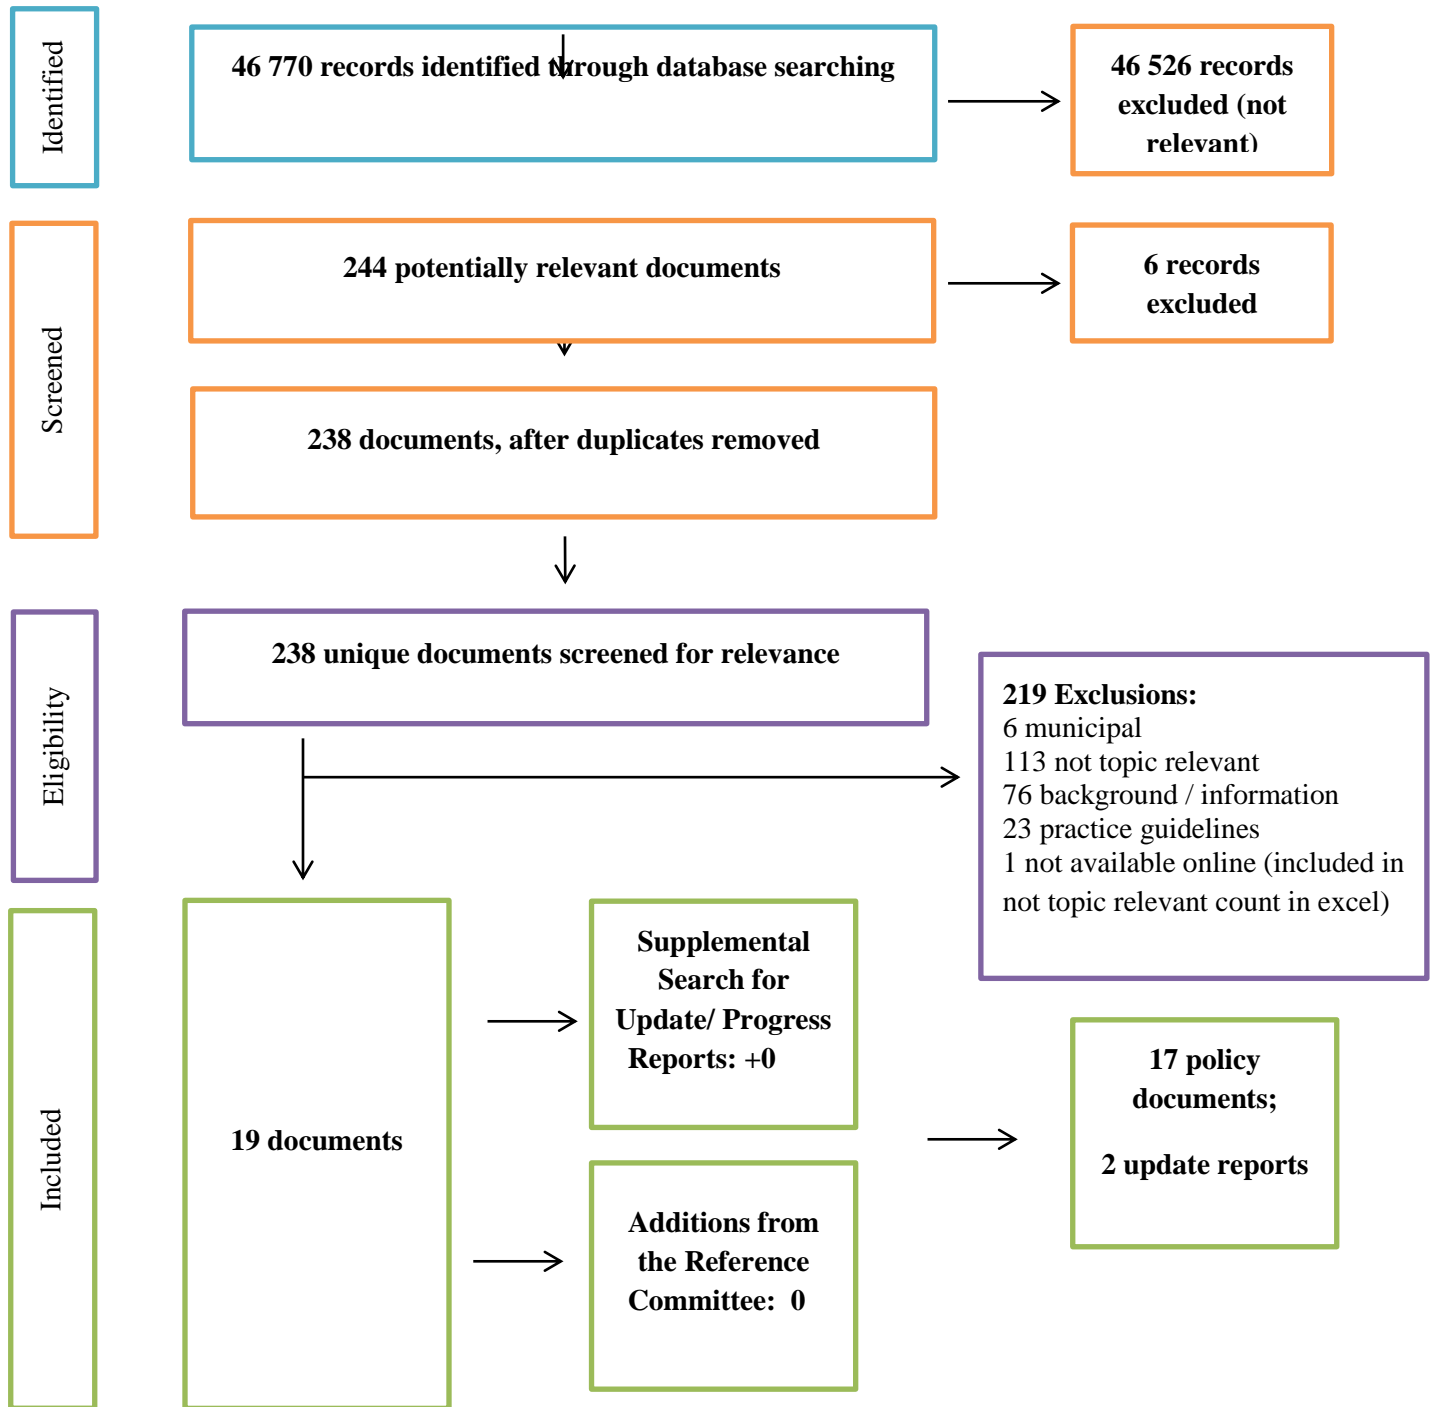 Identified
46 770 records identified through database searching
46 526 records
excluded (not
relevant)
Screened
244 potentially relevant documents
6 records
excluded
238 documents, after duplicates removed
Eligibility
238 unique documents screened for relevance
219 Exclusions:
6 municipal
113 not topic relevant
76 background / information
23 practice guidelines
1 not available online (included in
not topic relevant count in excel)
Included
19 documents
Supplemental
Search for
Update/ Progress
Reports: +0
Additions from
the Reference
Committee:  0
17 policy
documents;
2 update reports